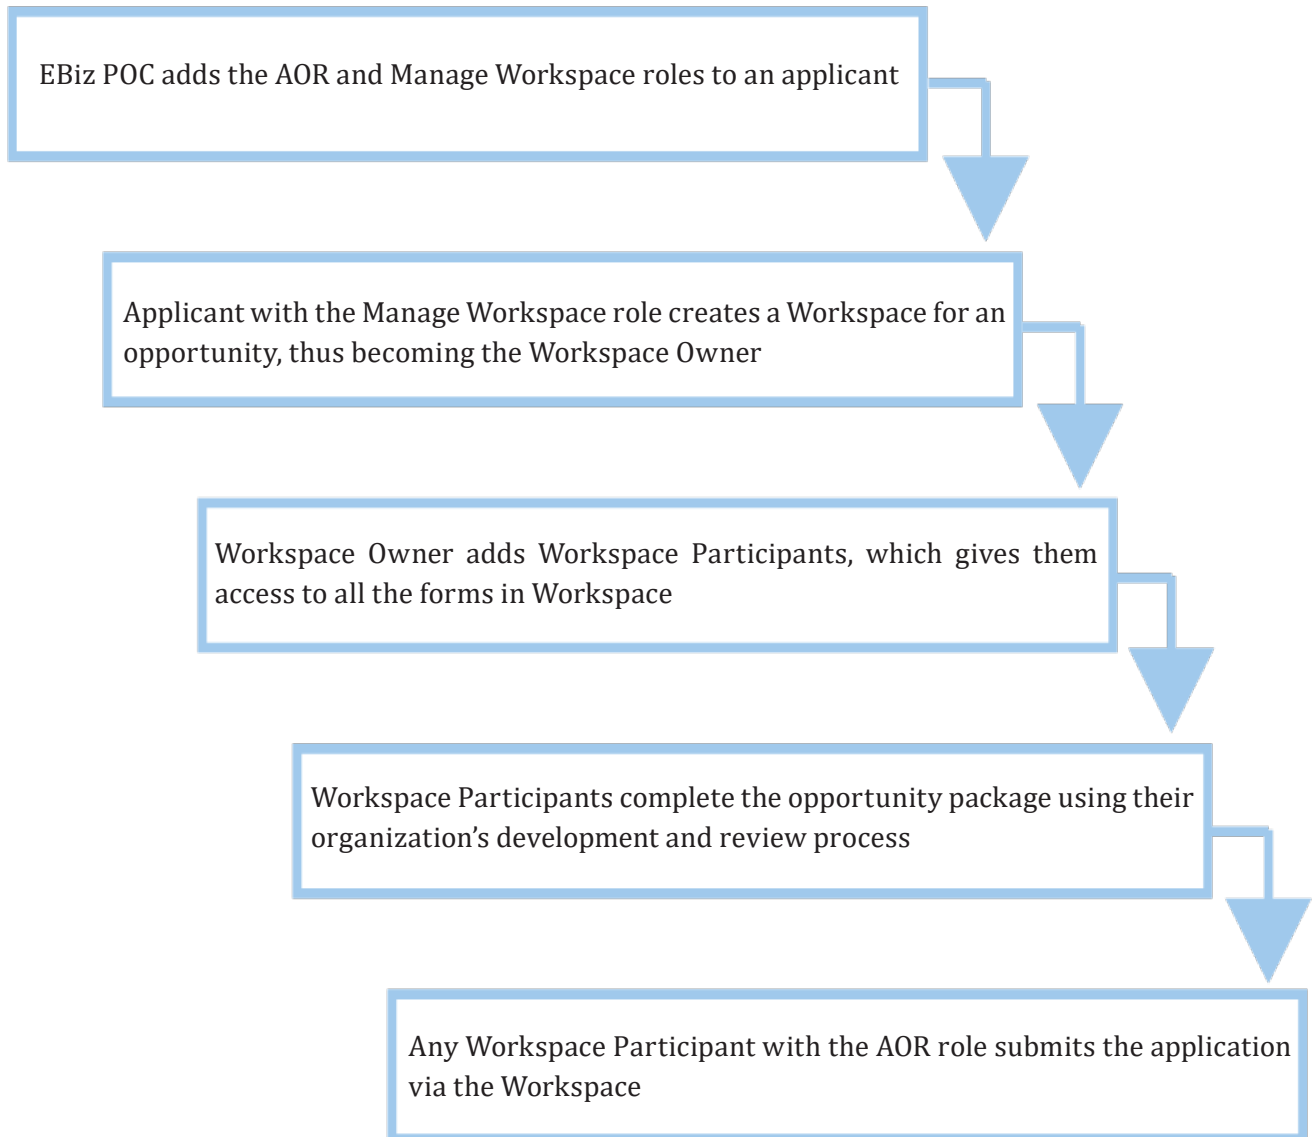 EBiz POC adds the AOR and Manage Workspace roles to an applicant
Applicant with the Manage Workspace role creates a Workspace for an
opportunity, thus becoming the Workspace Owner
Workspace Owner adds Workspace Participants, which gives them
access to all the forms in Workspace
Workspace Participants complete the opportunity package using their
organization’s development and review process
Any Workspace Participant with the AOR role submits the application
via the Workspace